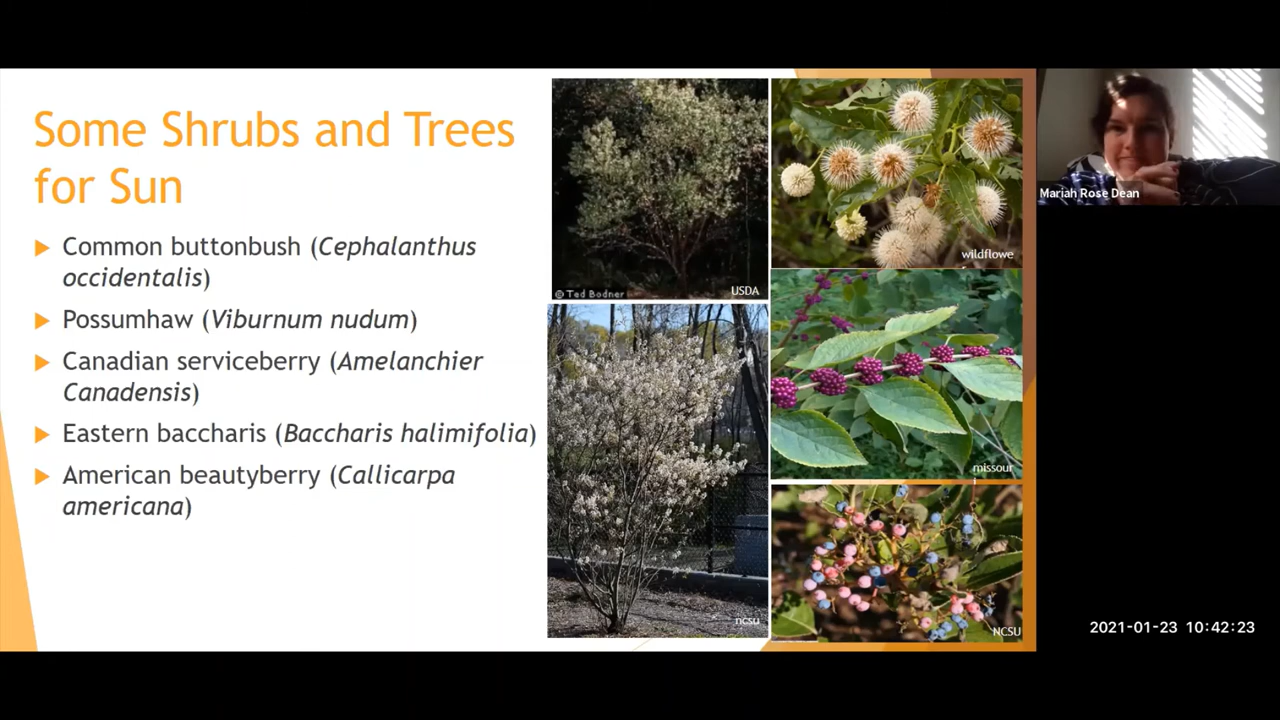 Some Shrubs and Trees
for Sun
Common buttonbush (Cephalanthus
occidentalis)
Possumhaw (Viburnum nudum)
Canadian serviceberry (Amelanchier
Canadensis)
Eastern baccharis (Baccharis halimifolia)
American beautyberry (Callicarpa
americana)
© Ted Bodner
USDA
wildflowe
missour
i
ncsu
NCSU
Mariah Rose Dean
2021-01-23 10:42:23